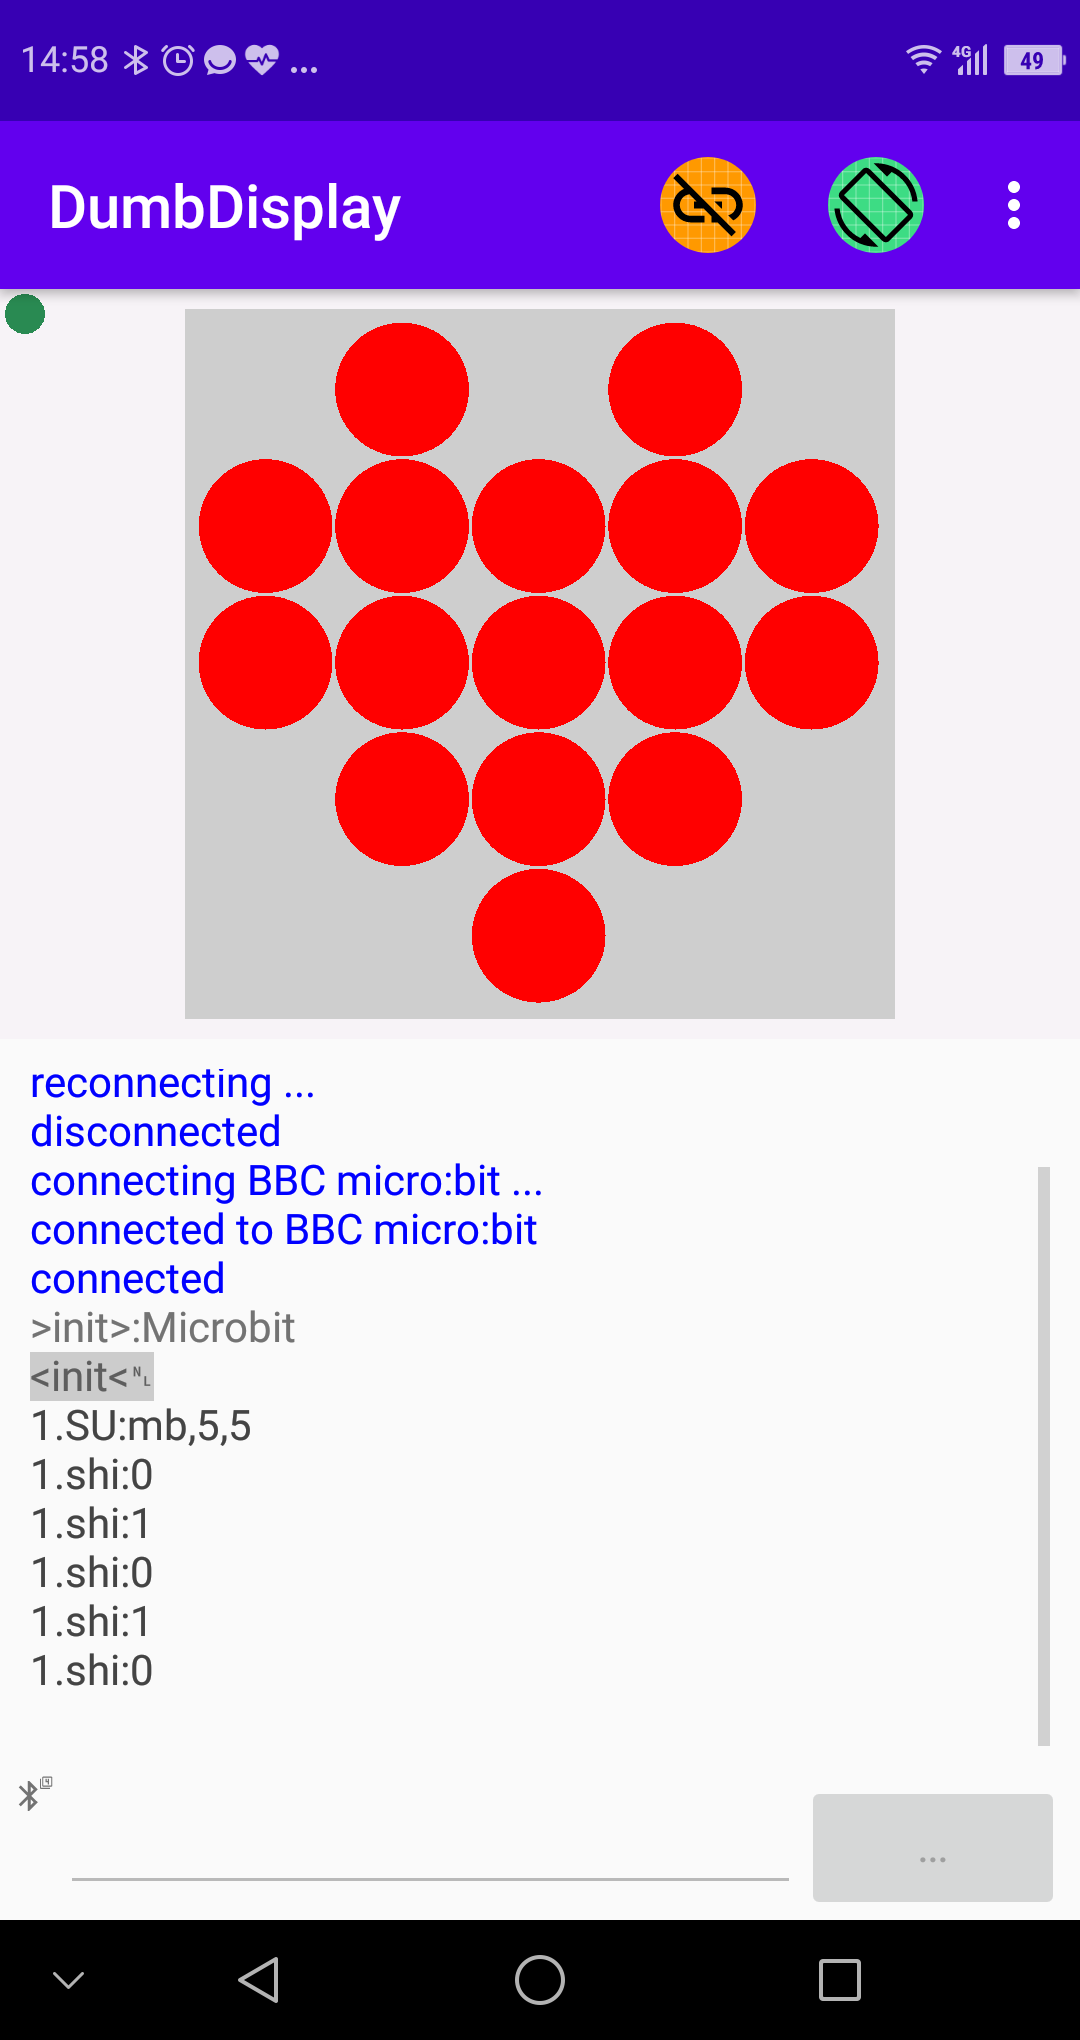 14:58 ... 4G 49
DumbDisplay
reconnecting ...
disconnected
connecting BBC micro:bit ...
connected to BBC micro:bit
connected
>init>:Microbit
<init<NL
1.SU:mb,5,5
1.shi:0
1.shi:1
1.shi:0
1.shi:1
1.shi:0
...